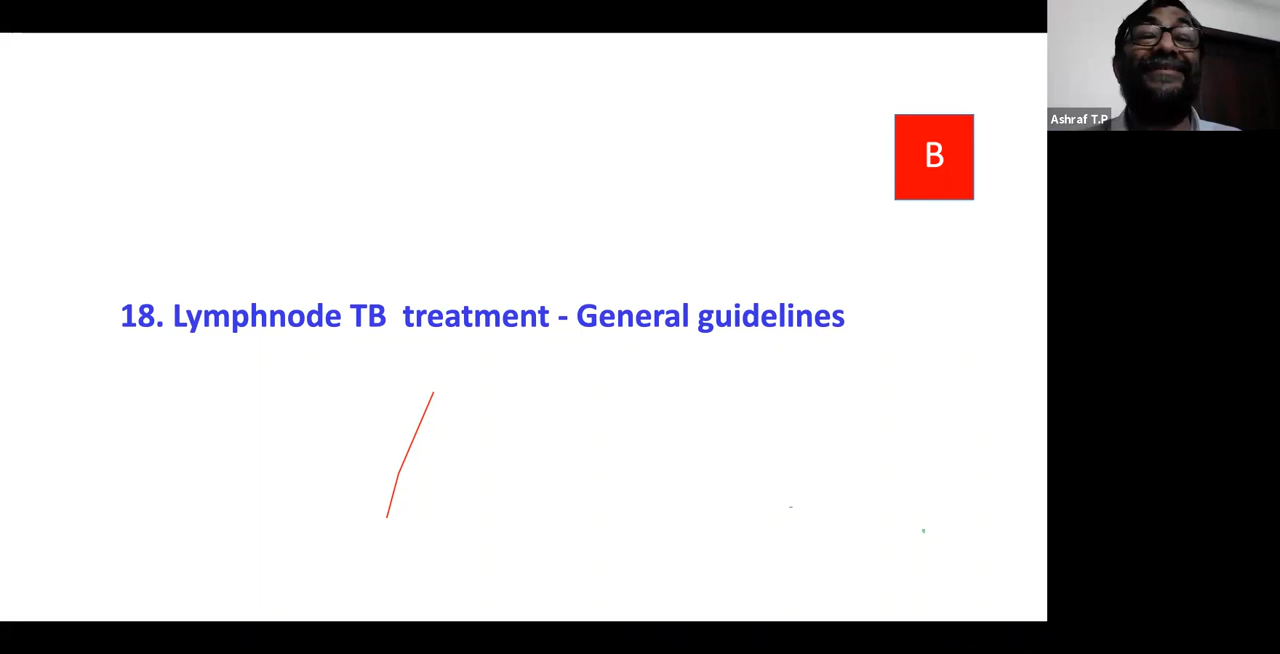 Ashraf T.P
B
18. Lymphnode TB  treatment - General guidelines